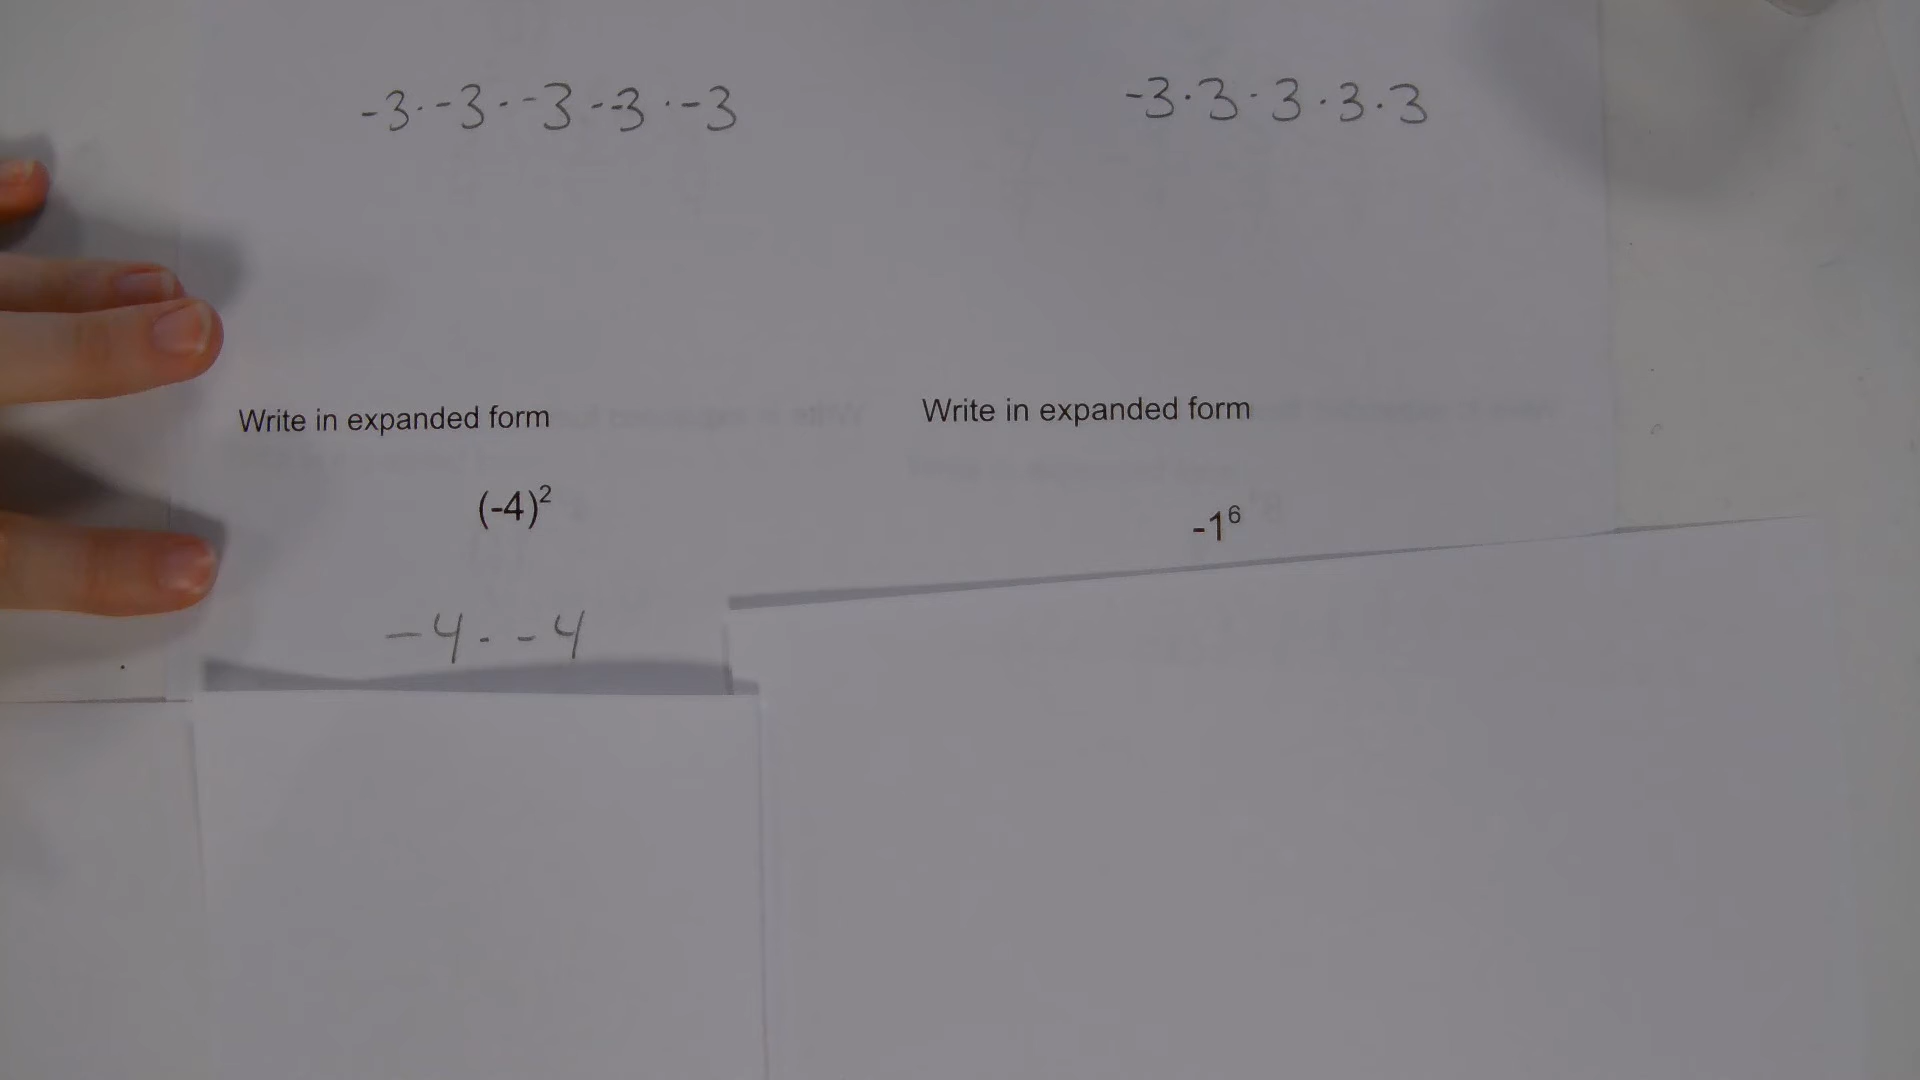 -3·-3·-3·-3·-3
-3·3·3·3·3
Write in expanded form
(-4)²
-4·-4
Write in expanded form
-1⁶